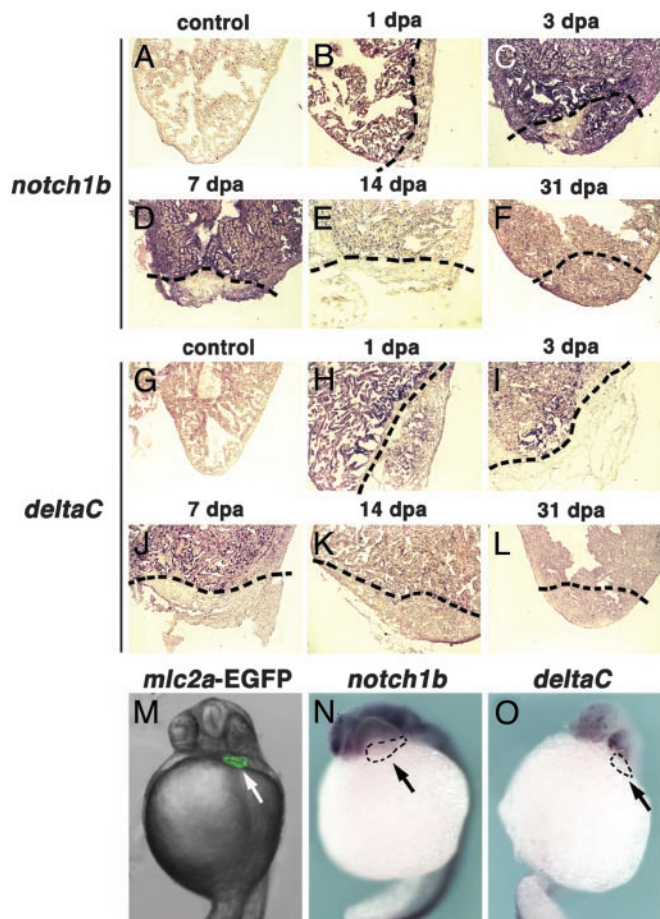 control 1 dpa 3 dpa
A B C
notch1b
7 dpa 14 dpa 31 dpa
D E F
control 1 dpa 3 dpa
G H I
deltaC
7 dpa 14 dpa 31 dpa
J K L
mlc2a-EGFP notch1b deltaC
M N O